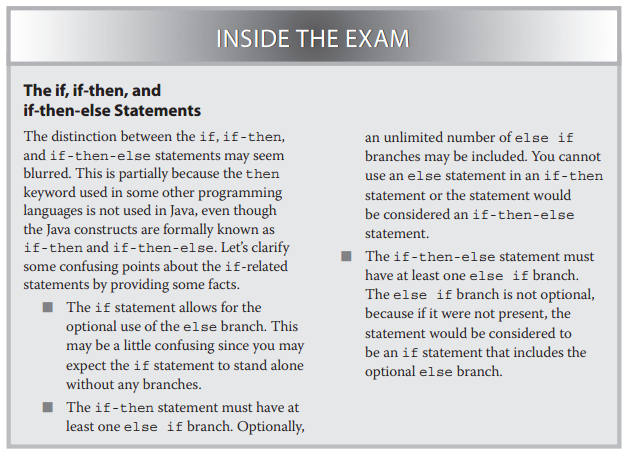 INSIDE THE EXAM
The if, if-then, and
if-then-else Statements
The distinction between the if, if-then,
and if-then-else statements may seem
blurred. This is partially because the then
keyword used in some other programming
languages is not used in Java, even though
the Java constructs are formally known as
if-then and if-then-else. Let's clarify
some confusing points about the if-related
statements by providing some facts.
■ The if statement allows for the
optional use of the else branch. This
may be a little confusing since you may
expect the if statement to stand alone
without any branches.
■ The if-then statement must have at
least one else if branch. Optionally,
an unlimited number of else if
branches may be included. You cannot
use an else statement in an if-then
statement or the statement would
be considered an if-then-else
statement.
■ The if-then-else statement must
have at least one else if branch.
The else if branch is not optional,
because if it were not present, the
statement would be considered to
be an if statement that includes the
optional else branch.